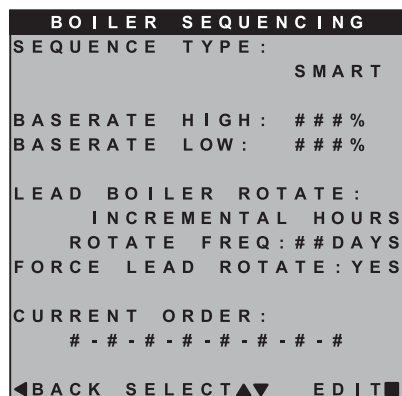 BOILER SEQUENCING
SEQUENCE TYPE:
SMART
BASERATE HIGH: ###%
BASERATE LOW: ###%
LEAD BOILER ROTATE:
INCREMENTAL HOURS
ROTATE FREQ:##DAYS
FORCE LEAD ROTATE:YES
CURRENT ORDER:
#-#-#-#-#-#-#-#
◀BACK SELECT▲▼ EDIT■